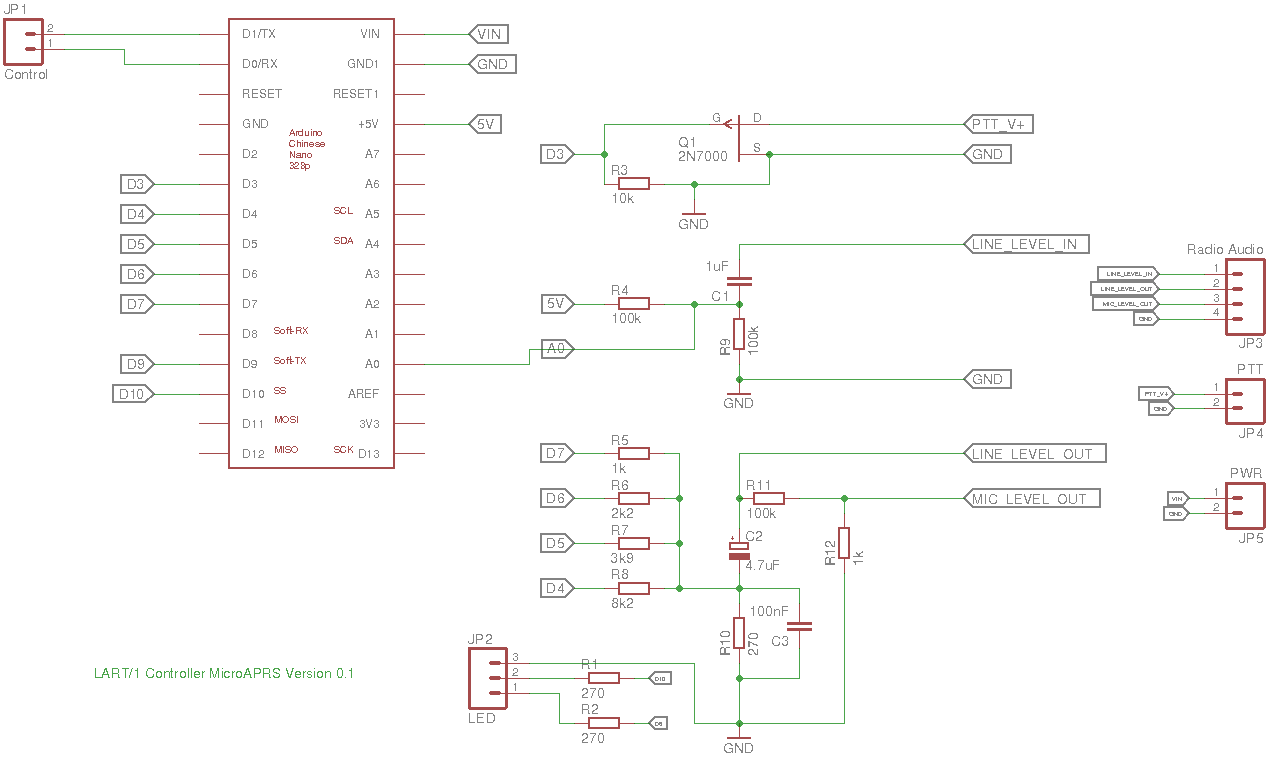 JP1
2
1
Control
D1/TX
D0/RX
RESET
GND
D2
D3
D4
D5
D6
D7
D8
D9
D10
D11
D12
Soft-RX
Soft-TX
SS
MOSI
MISO
Arduino
Chinese
Nano
328p
VIN
GND1
RESET1
+5V
A7
A6
SCL A5
SDA A4
A3
A2
A1
A0
AREF
3V3
SCK D13
VIN
GND
5V
D3
D4
D5
D6
D7
D9
D10
D3
G
D
S
Q1
2N7000
R3
10k
GND
PTT_V+
GND
LINE_LEVEL_IN
1uF
C1
5V
R4
100k
A0
R9
100k
GND
GND
D7
R5
1k
D6
R6
2k2
D5
R7
3k9
D4
R8
8k2
LINE_LEVEL_OUT
R11
100k
MIC_LEVEL_OUT
+
C2
4.7uF
R12
1k
100nF
C3
R10
270
GND
JP2
3
2
1
LED
R1
270
D10
R2
270
D9
Radio Audio
LINE_LEVEL_IN
1
LINE_LEVEL_OUT
2
MIC_LEVEL_OUT
3
GND
4
JP3
PTT
PTT_V+
1
GND
2
JP4
PWR
VIN
1
GND
2
JP5
LART/1 Controller MicroAPRS Version 0.1